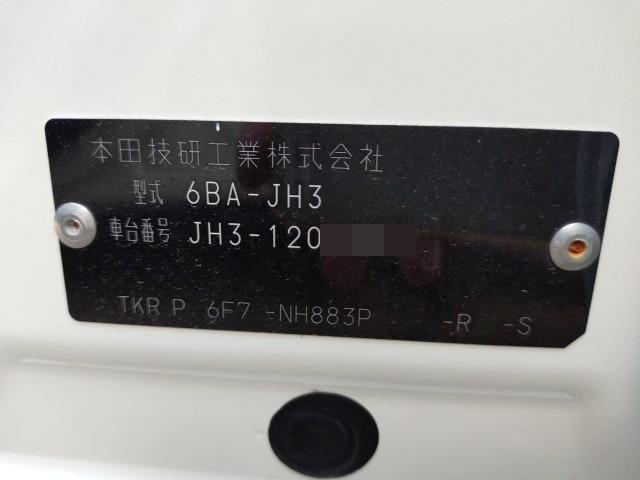 本田技研工業株式会社
型式 6BA-JH3
車台番号 JH3-120
TKR P 6F7 -NH883P -R -S